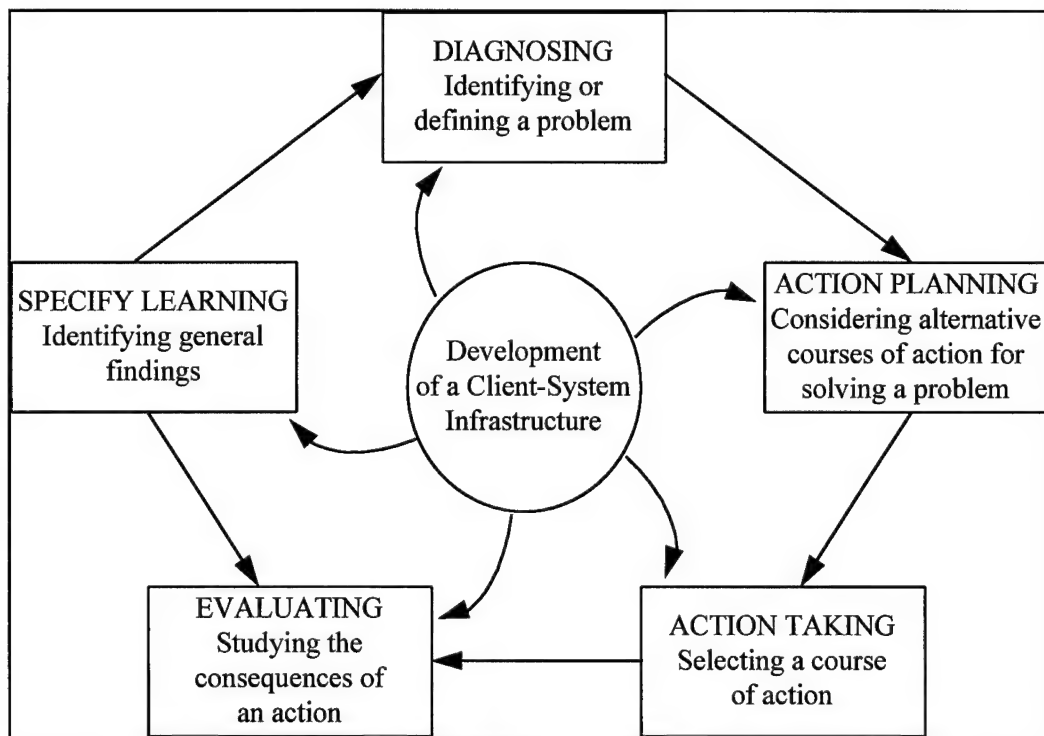 DIAGNOSING
Identifying or
defining a problem
SPECIFY LEARNING
Identifying general
findings
Development
of a Client-System
Infrastructure
ACTION PLANNING
Considering alternative
courses of action for
solving a problem
EVALUATING
Studying the
consequences of
an action
ACTION TAKING
Selecting a course
of action